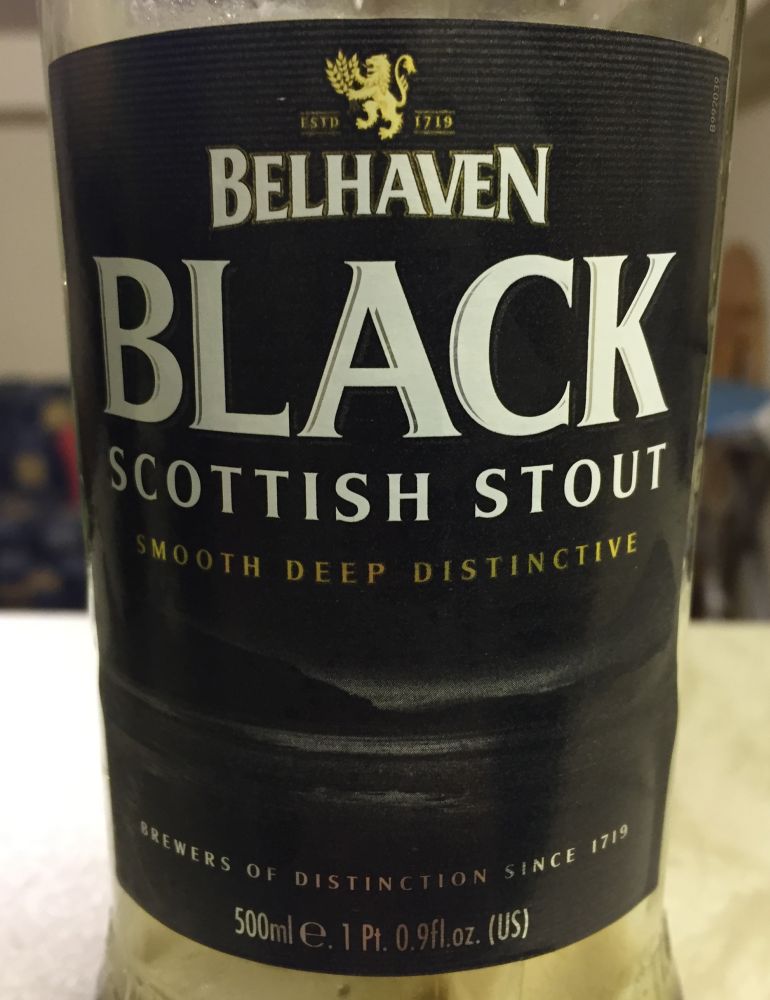 ESTD 1719
BELHAVEN
BLACK
SCOTTISH STOUT
SMOOTH DEEP DISTINCTIVE
BREWERS OF DISTINCTION SINCE 1719
500ml e. 1 Pt. 0.9fl.oz. (US)
B992039